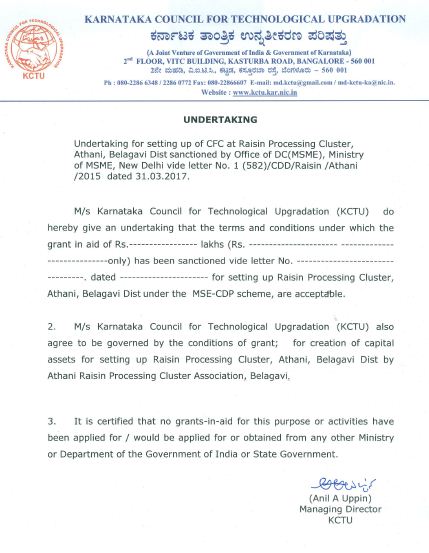 KARNATAKA COUNCIL FOR TECHNOLOGICAL UPGRADATION
ಕರ್ನಾಟಕ ತಾಂತ್ರಿಕ ಉನ್ನತೀಕರಣ ಪರಿಷತ್ತು
(A Joint Venture of Government of India & Government of Karnataka)
2nd FLOOR, VITC BUILDING, KASTURBA ROAD, BANGALORE - 560 001
2ನೇ ಮಹಡಿ, ವಿ.ಐ.ಟಿ.ಸಿ., ಕಟ್ಟಡ, ಕಸ್ತೂರಬಾ ರಸ್ತೆ, ಬೆಂಗಳೂರು - 560 001
Ph : 080-2286 6348 / 2286 0772 Fax : 080-22866607 E-mail : md.kctu@gmail.com / md-kctu-ka@nic.in.
Website : www.kctu.kar.nic.in
KCTU
UNDERTAKING
Undertaking for setting up of CFC at Raisin Processing Cluster,
Athani, Belagavi Dist sanctioned by Office of DC(MSME), Ministry
of MSME, New Delhi vide letter No. 1 (582)/CDD/Raisin /Athani
/2015 dated 31.03.2017.
M/s Karnataka Council for Technological Upgradation (KCTU) do
hereby give an undertaking that the terms and conditions under which the
grant in aid of Rs.----------------- lakhs (Rs. ---------------------- -------------
---------------only) has been sanctioned vide letter No. -------------------------
---------. dated ---------------------- for setting up Raisin Processing Cluster,
Athani, Belagavi Dist under the MSE-CDP scheme, are acceptable.
2. M/s Karnataka Council for Technological Upgradation (KCTU) also
agree to be governed by the conditions of grant; for creation of capital
assets for setting up Raisin Processing Cluster, Athani, Belagavi Dist by
Athani Raisin Processing Cluster Association, Belagavi.
3. It is certified that no grants-in-aid for this purpose or activities have
been applied for / would be applied for or obtained from any other Ministry
or Department of the Government of India or State Government.
(Anil A Uppin)
Managing Director
KCTU